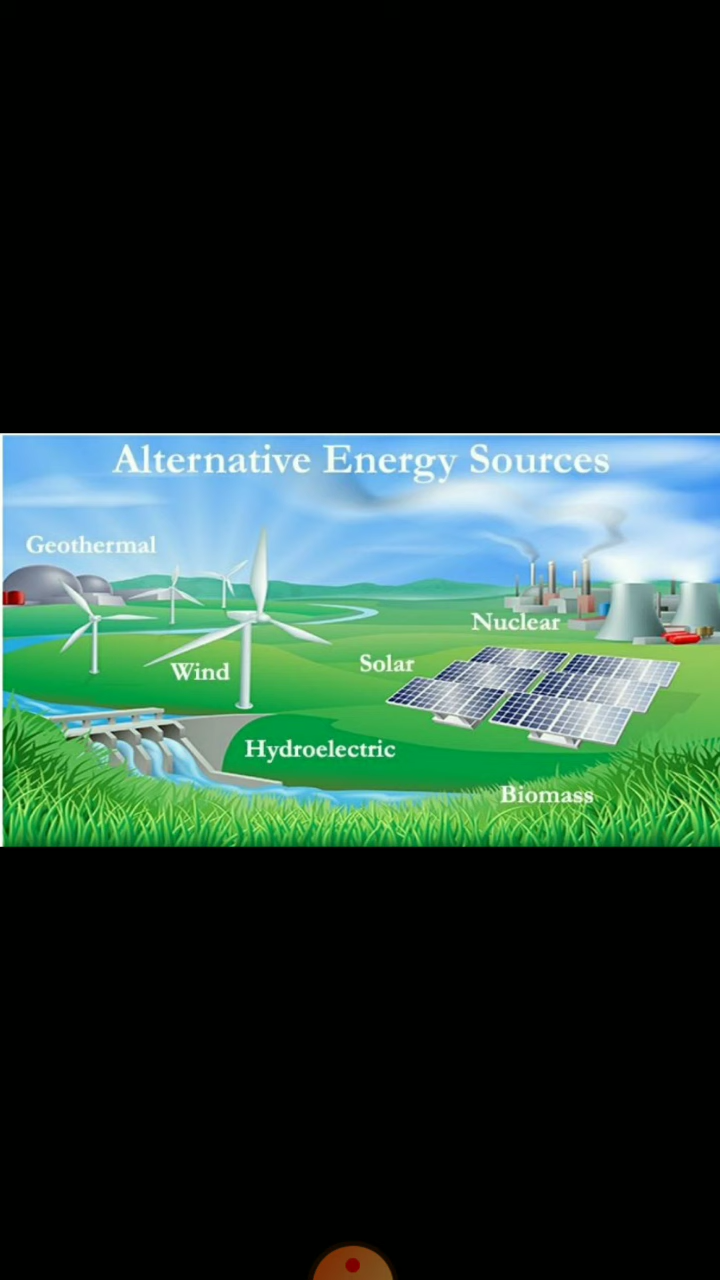 Alternative Energy Sources
Geothermal
Nuclear
Wind
Solar
Hydroelectric
Biomass